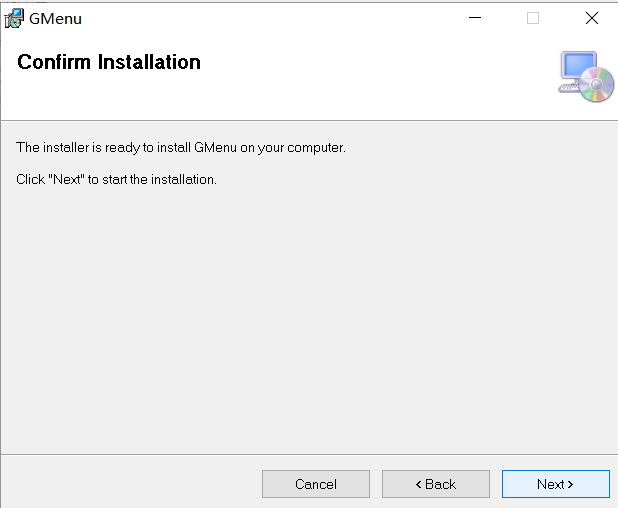 GMenu
Confirm Installation
The installer is ready to install GMenu on your computer.
Click "Next" to start the installation.
Cancel
< Back
Next >